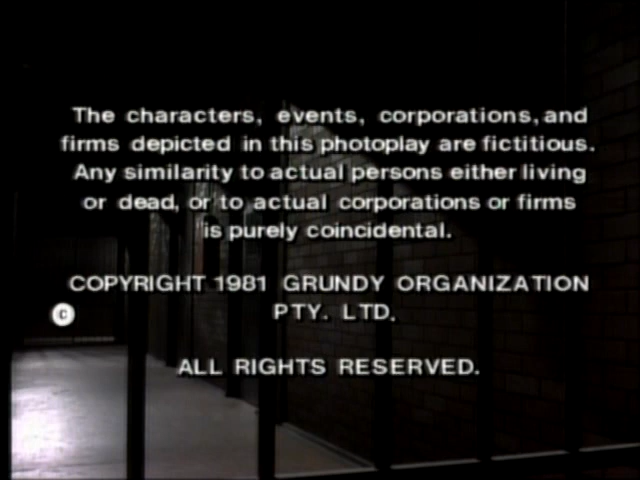 The characters, events, corporations, and
firms depicted in this photoplay are fictitious.
Any similarity to actual persons either living
or dead, or to actual corporations or firms
is purely coincidental.
COPYRIGHT 1981 GRUNDY ORGANIZATION
© PTY. LTD.
ALL RIGHTS RESERVED.